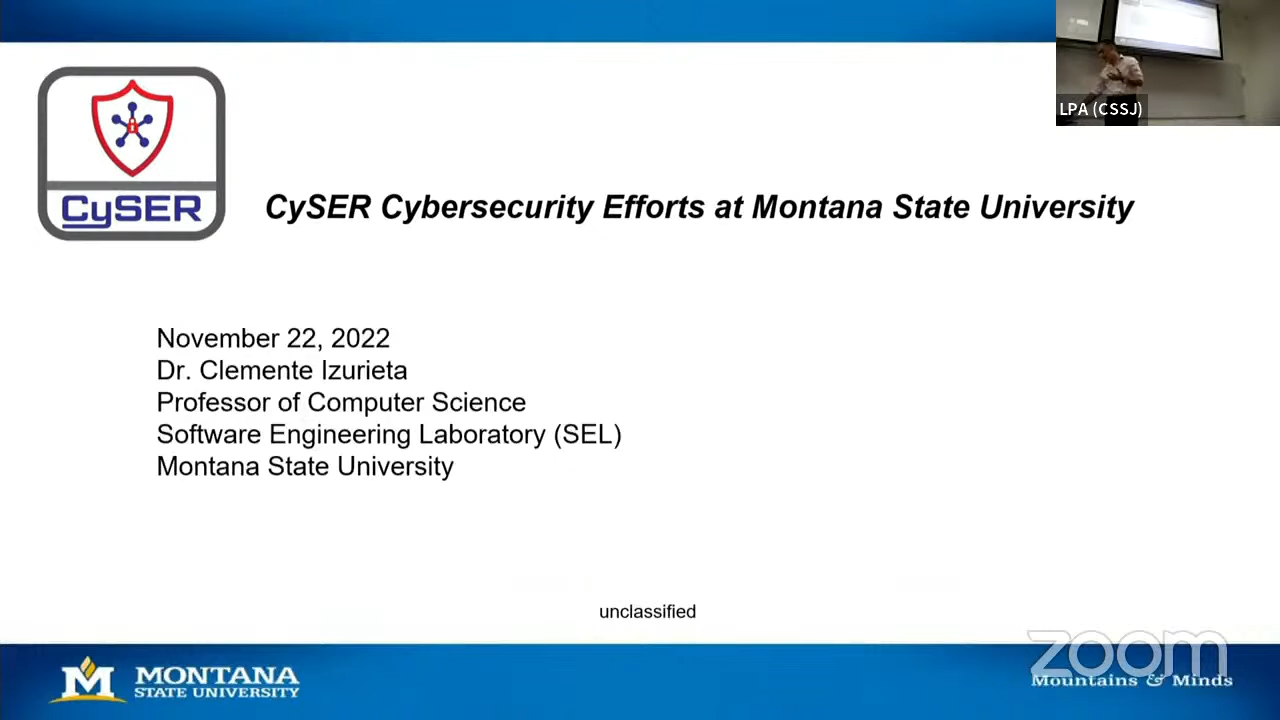 LPA (CSSJ)
CySER
CySER Cybersecurity Efforts at Montana State University
November 22, 2022
Dr. Clemente Izurieta
Professor of Computer Science
Software Engineering Laboratory (SEL)
Montana State University
unclassified
zoom
M MONTANA
STATE UNIVERSITY
Mountains & Minds